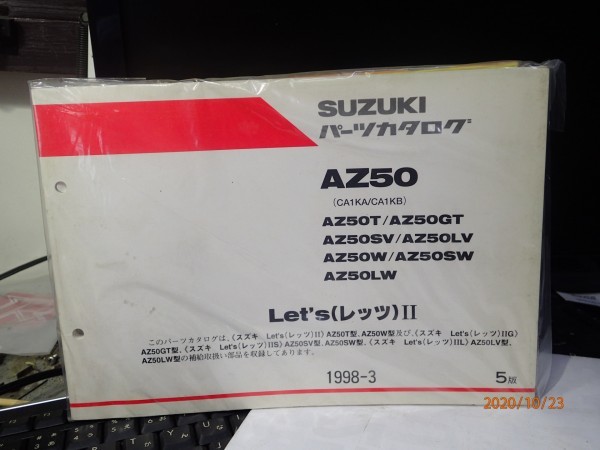 SUZUKI
パーツカタログ
AZ50
(CA1KA/CA1KB)
AZ50T/AZ50GT
AZ50SV/AZ50LV
AZ50W/AZ50SW
AZ50LW
Let's(レッツ)II
このパーツカタログは、《スズキ Let's(レッツ)II》AZ50T型、AZ50W型及び、《スズキ Let's(レッツ)IIG》
AZ50GT型、《スズキ Let's(レッツ)IIS》AZ50SV型、AZ50SW型、《スズキ Let's(レッツ)IIL》AZ50LV型、
AZ50LW型の補給取扱い部品を収録してあります。
1998-3
5版
2020/10/23